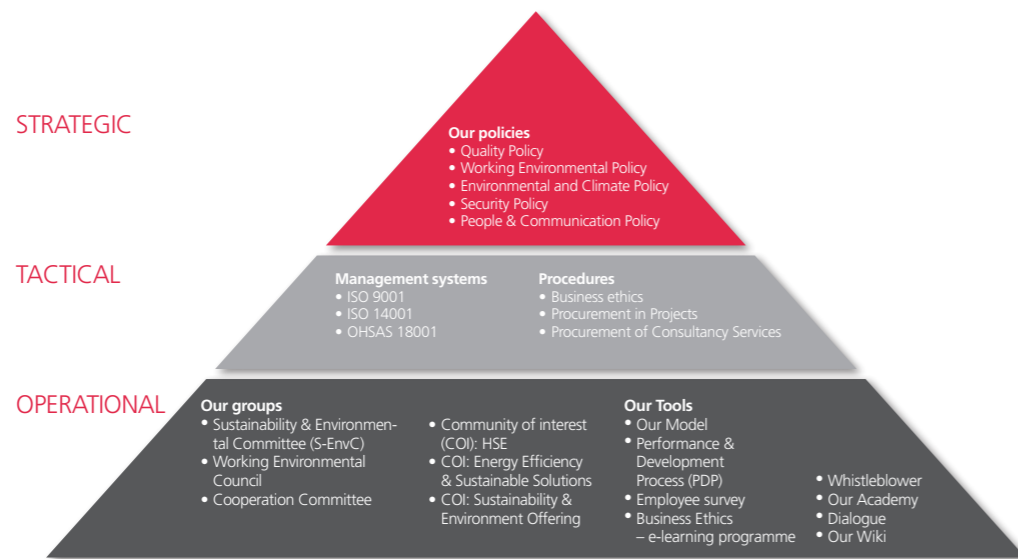 STRATEGIC
Our policies
• Quality Policy
• Working Environmental Policy
• Environmental and Climate Policy
• Security Policy
• People & Communication Policy
TACTICAL
Management systems
• ISO 9001
• ISO 14001
• OHSAS 18001
Procedures
• Business ethics
• Procurement in Projects
• Procurement of Consultancy Services
OPERATIONAL
Our groups
• Sustainability & Environmen-
tal Committee (S-EnvC)
• Working Environmental
Council
• Cooperation Committee
• Community of interest
(COI): HSE
• COI: Energy Efficiency
& Sustainable Solutions
• COI: Sustainability &
Environment Offering
Our Tools
• Our Model
• Performance &
Development
Process (PDP)
• Employee survey
• Business Ethics
– e-learning programme
• Whistleblower
• Our Academy
• Dialogue
• Our Wiki